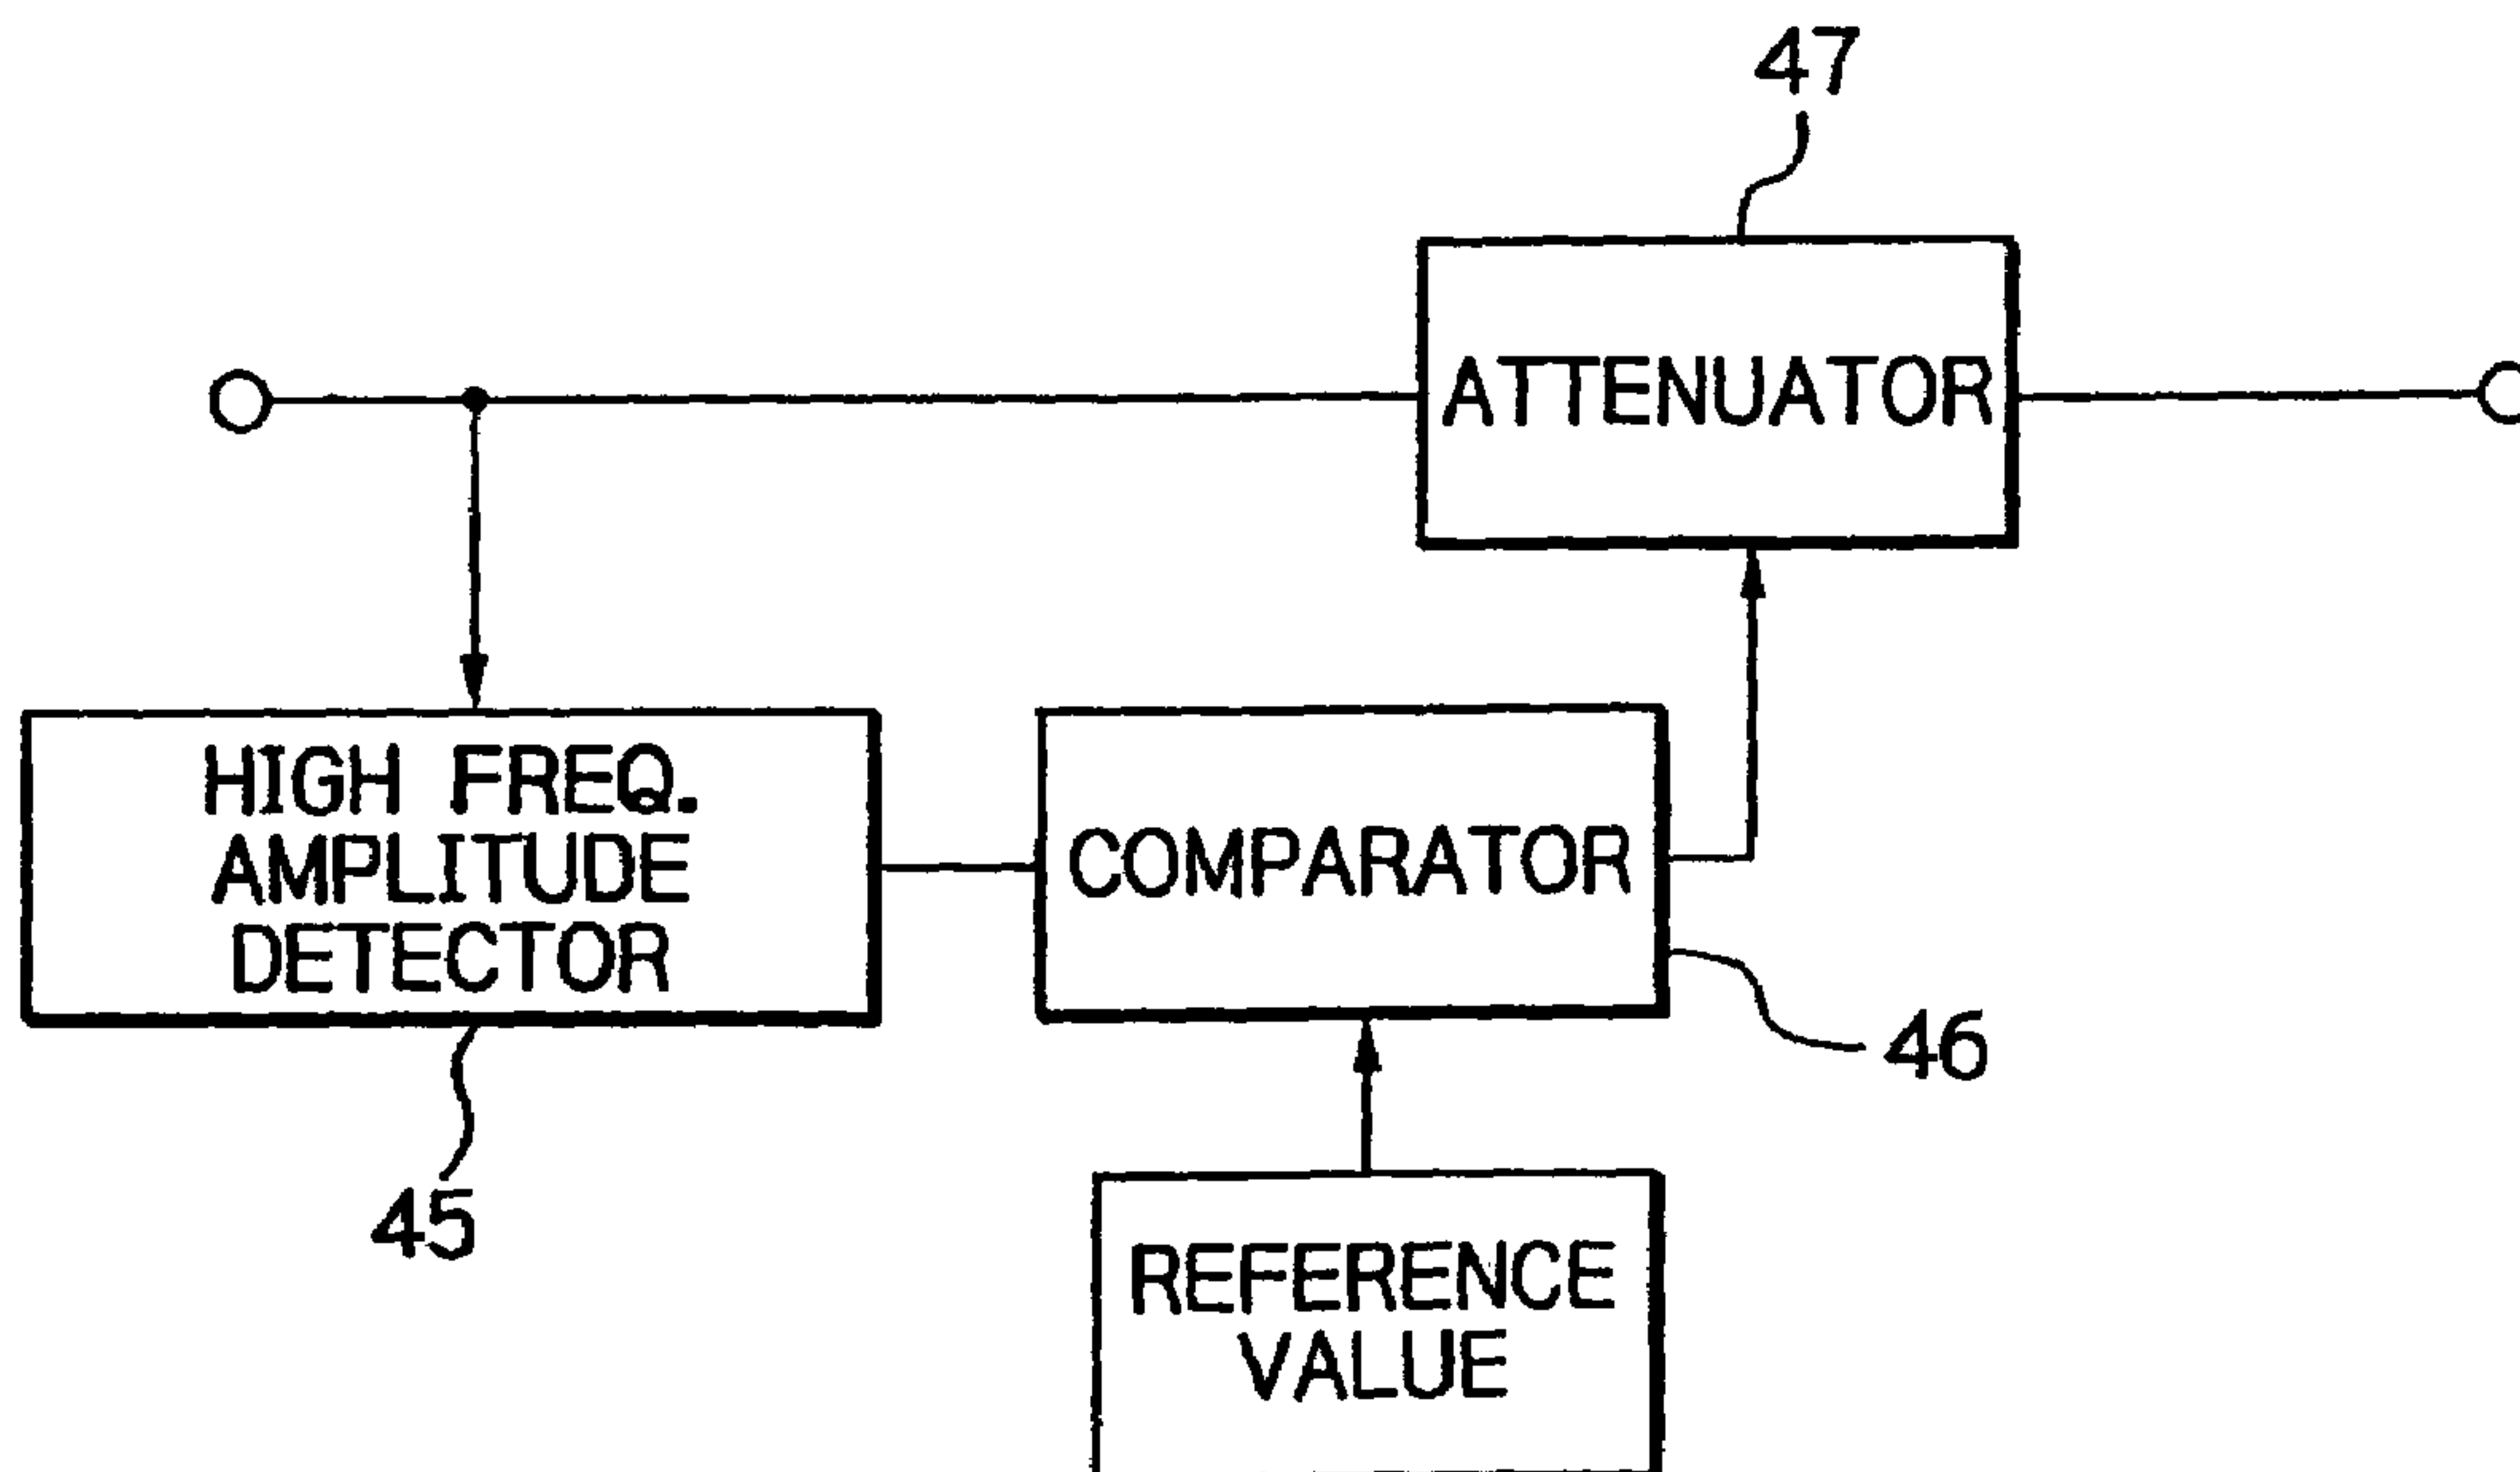 47
ATTENUATOR
HIGH FREQ.
AMPLITUDE
DETECTOR
COMPARATOR
46
45
REFERENCE
VALUE